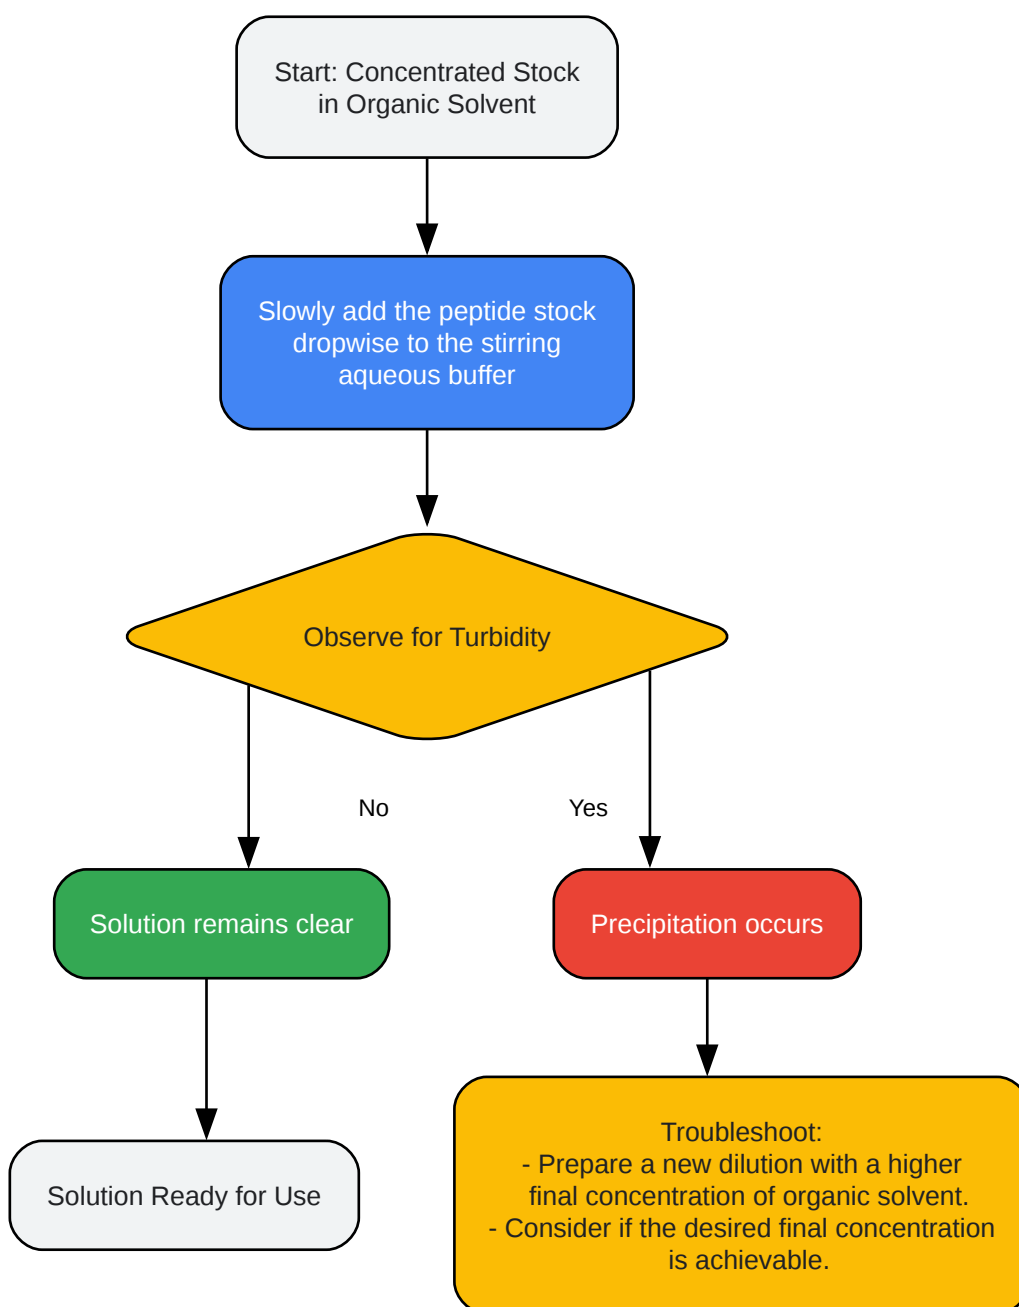 Start: Concentrated Stock
in Organic Solvent
Slowly add the peptide stock
dropwise to the stirring
aqueous buffer
Observe for Turbidity
No
Yes
Solution remains clear
Precipitation occurs
Solution Ready for Use
Troubleshoot:
- Prepare a new dilution with a higher
final concentration of organic solvent.
- Consider if the desired final concentration
is achievable.